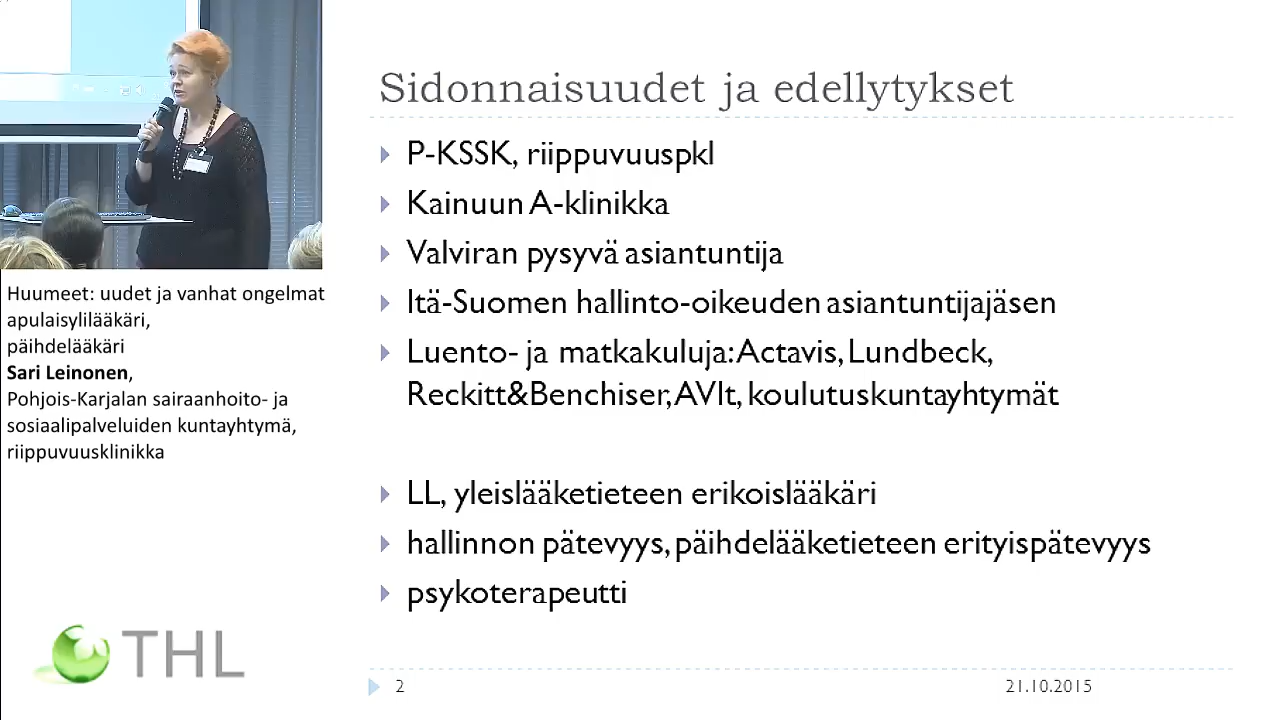 Sidonnaisuudet ja edellytykset
P-KSSK, riippuvuuspkl
Kainuun A-klinikka
Valviran pysyvä asiantuntija
Itä-Suomen hallinto-oikeuden asiantuntijajäsen
Luento- ja matkakuluja: Actavis, Lundbeck,
Reckitt&Benchiser, AVIt, koulutuskuntayhtymät
LL, yleislääketieteen erikoislääkäri
hallinnon pätevyys, päihdelääketieteen erityispätevyys
psykoterapeutti
2
21.10.2015
Huumeet: uudet ja vanhat ongelmat
apulaisylilääkäri,
päihdelääkäri
Sari Leinonen,
Pohjois-Karjalan sairaanhoito- ja
sosiaalipalveluiden kuntayhtymä,
riippuvuusklinikka
THL